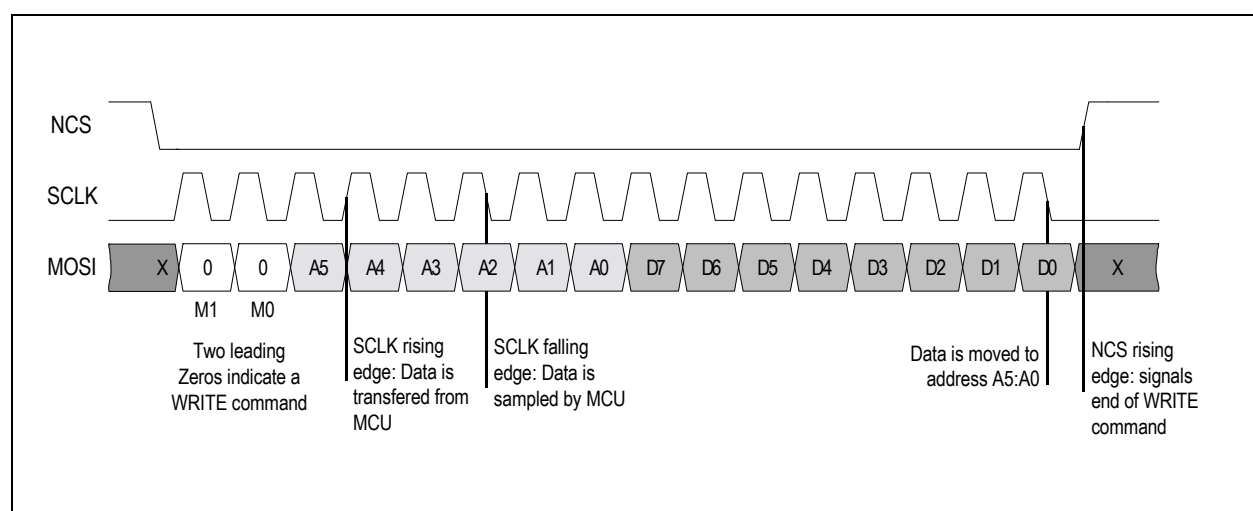 NCS
SCLK
MOSI
X 0 0 A5 A4 A3 A2 A1 A0 D7 D6 D5 D4 D3 D2 D1 D0 X
M1 M0
Two leading
Zeros indicate a
WRITE command
SCLK rising
edge: Data is
transfered from
MCU
SCLK falling
edge: Data is
sampled by MCU
Data is moved to
address A5:A0
NCS rising
edge: signals
end of WRITE
command